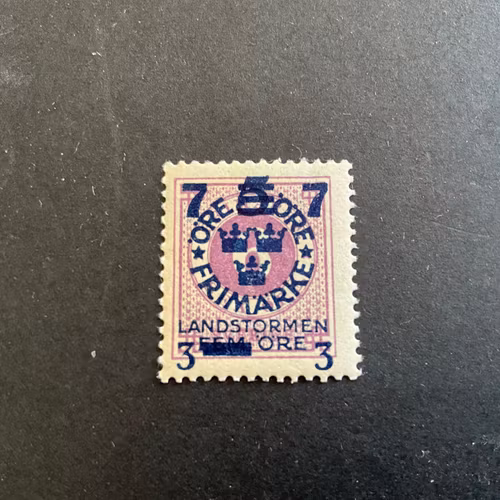 7 5 7
ÖRE ÖRE
FRIMÄRKE
LANDSTORMEN
FEM ÖRE
3 3